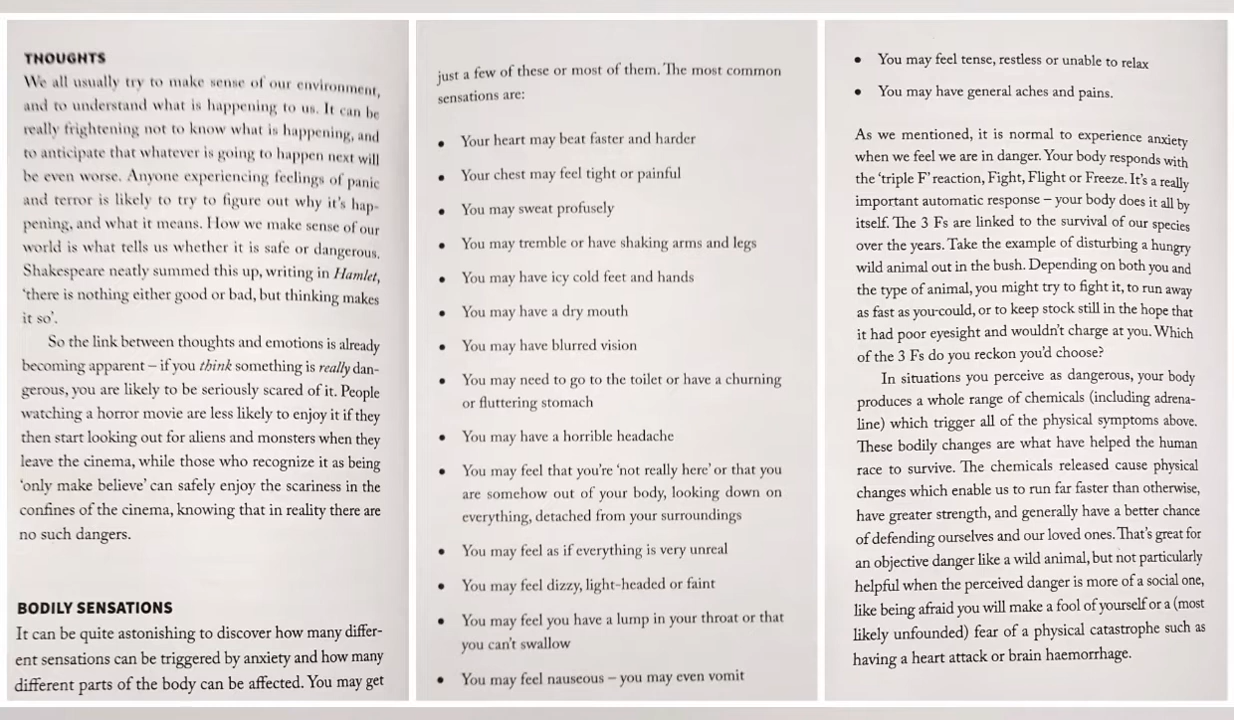 THOUGHTS
We all usually try to make sense of our environment,
and to understand what is happening to us. It can be
really frightening not to know what is happening, and
to anticipate that whatever is going to happen next will
be even worse. Anyone experiencing feelings of panic
and terror is likely to try to figure out why it's hap-
pening, and what it means. How we make sense of our
world is what tells us whether it is safe or dangerous.
Shakespeare neatly summed this up, writing in Hamlet,
'there is nothing either good or bad, but thinking makes
it so'.
So the link between thoughts and emotions is already
becoming apparent – if you think something is really dan-
gerous, you are likely to be seriously scared of it. People
watching a horror movie are less likely to enjoy it if they
then start looking out for aliens and monsters when they
leave the cinema, while those who recognize it as being
'only make believe' can safely enjoy the scariness in the
confines of the cinema, knowing that in reality there are
no such dangers.
BODILY SENSATIONS
It can be quite astonishing to discover how many differ-
ent sensations can be triggered by anxiety and how many
different parts of the body can be affected. You may get
just a few of these or most of them. The most common
sensations are:
• Your heart may beat faster and harder
• Your chest may feel tight or painful
• You may sweat profusely
• You may tremble or have shaking arms and legs
• You may have icy cold feet and hands
• You may have a dry mouth
• You may have blurred vision
• You may need to go to the toilet or have a churning
or fluttering stomach
• You may have a horrible headache
• You may feel that you're 'not really here' or that you
are somehow out of your body, looking down on
everything, detached from your surroundings
• You may feel as if everything is very unreal
• You may feel dizzy, light-headed or faint
• You may feel you have a lump in your throat or that
you can't swallow
• You may feel nauseous – you may even vomit
• You may feel tense, restless or unable to relax
• You may have general aches and pains.
As we mentioned, it is normal to experience anxiety
when we feel we are in danger. Your body responds with
the 'triple F' reaction, Fight, Flight or Freeze. It's a really
important automatic response – your body does it all by
itself. The 3 Fs are linked to the survival of our species
over the years. Take the example of disturbing a hungry
wild animal out in the bush. Depending on both you and
the type of animal, you might try to fight it, to run away
as fast as you could, or to keep stock still in the hope that
it had poor eyesight and wouldn't charge at you. Which
of the 3 Fs do you reckon you'd choose?
In situations you perceive as dangerous, your body
produces a whole range of chemicals (including adrena-
line) which trigger all of the physical symptoms above.
These bodily changes are what have helped the human
race to survive. The chemicals released cause physical
changes which enable us to run far faster than otherwise,
have greater strength, and generally have a better chance
of defending ourselves and our loved ones. That's great for
an objective danger like a wild animal, but not particularly
helpful when the perceived danger is more of a social one,
like being afraid you will make a fool of yourself or a (most
likely unfounded) fear of a physical catastrophe such as
having a heart attack or brain haemorrhage.